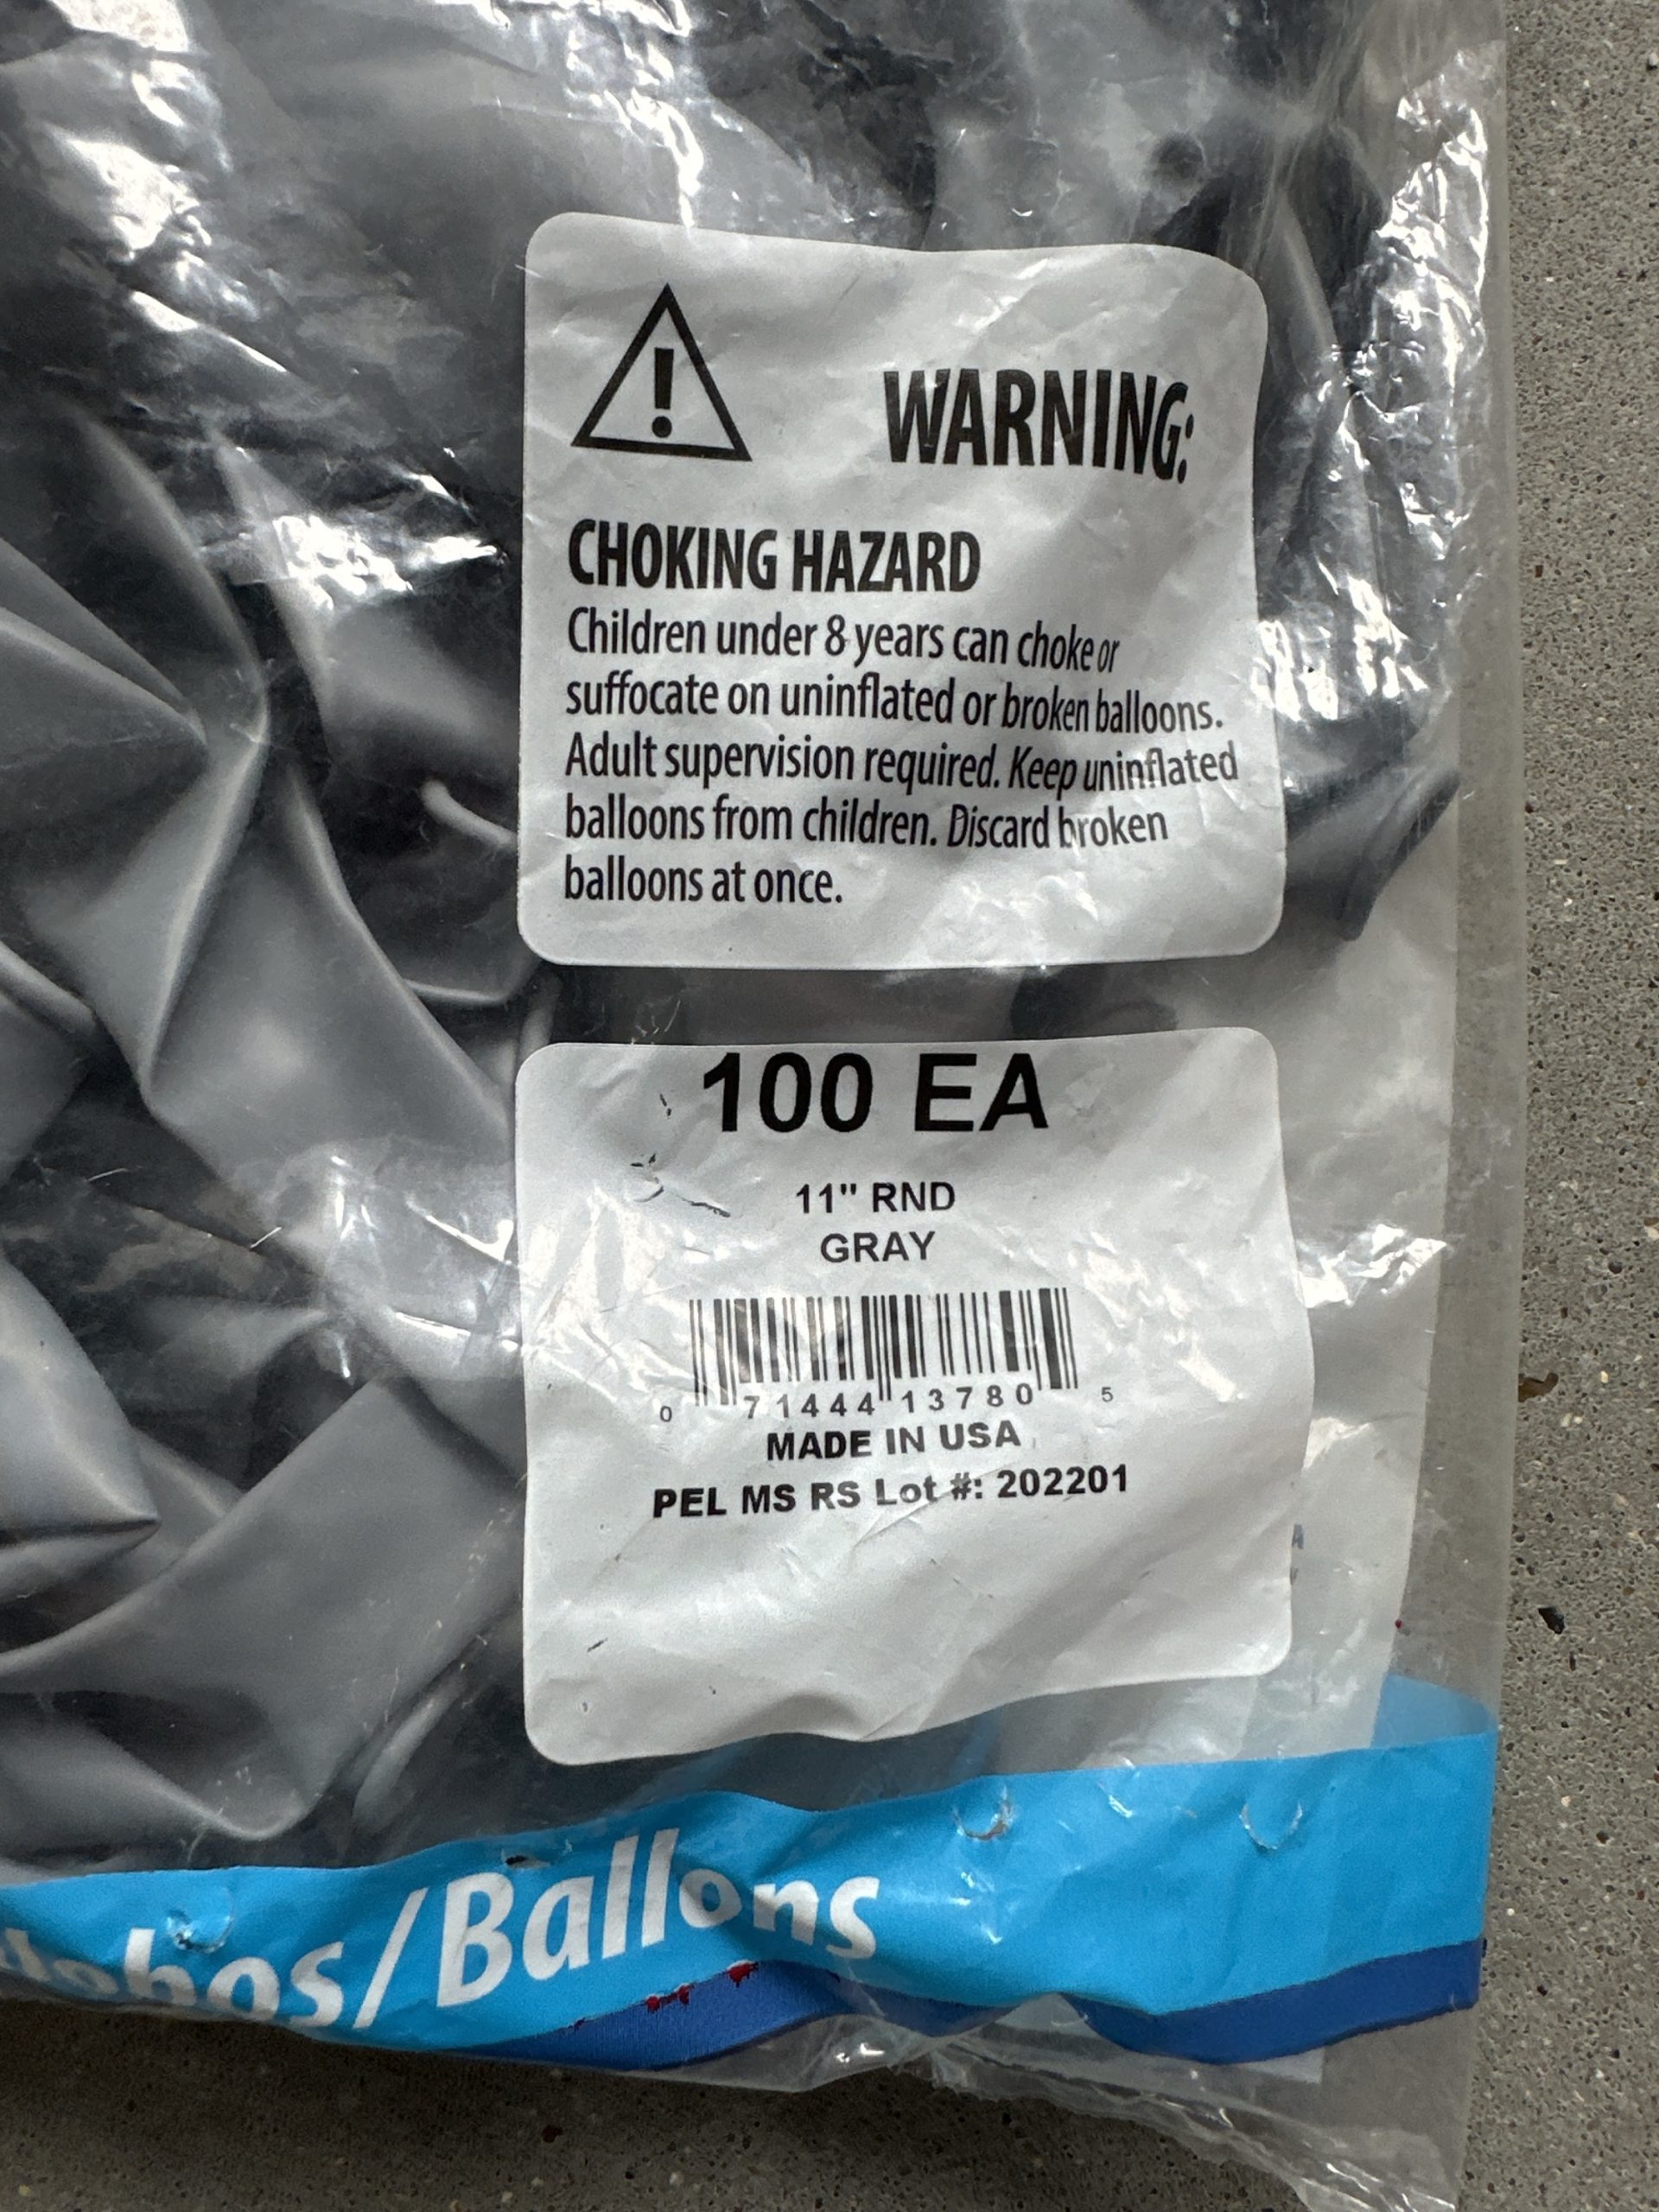 WARNING:
CHOKING HAZARD
Children under 8 years can choke or
suffocate on uninflated or broken balloons.
Adult supervision required. Keep uninflated
balloons from children. Discard broken
balloons at once.
100 EA
11" RND
GRAY
0 71444 13780 5
MADE IN USA
PEL MS RS Lot #: 202201
lobos/Ballons